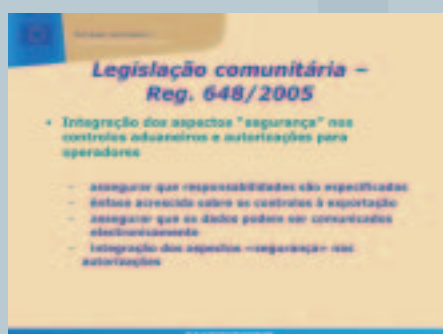 Legislação comunitária –
Reg. 648/2005
• Integração dos aspectos "segurança" nos
controlos aduaneiros e autorizações para
operadores
– assegurar que responsabilidades são especificadas
– ênfase acrescida sobre os controlos à exportação
– assegurar que os dados podem ser comunicados
electronicamente
– Integração dos aspectos «segurança» nas
autorizações